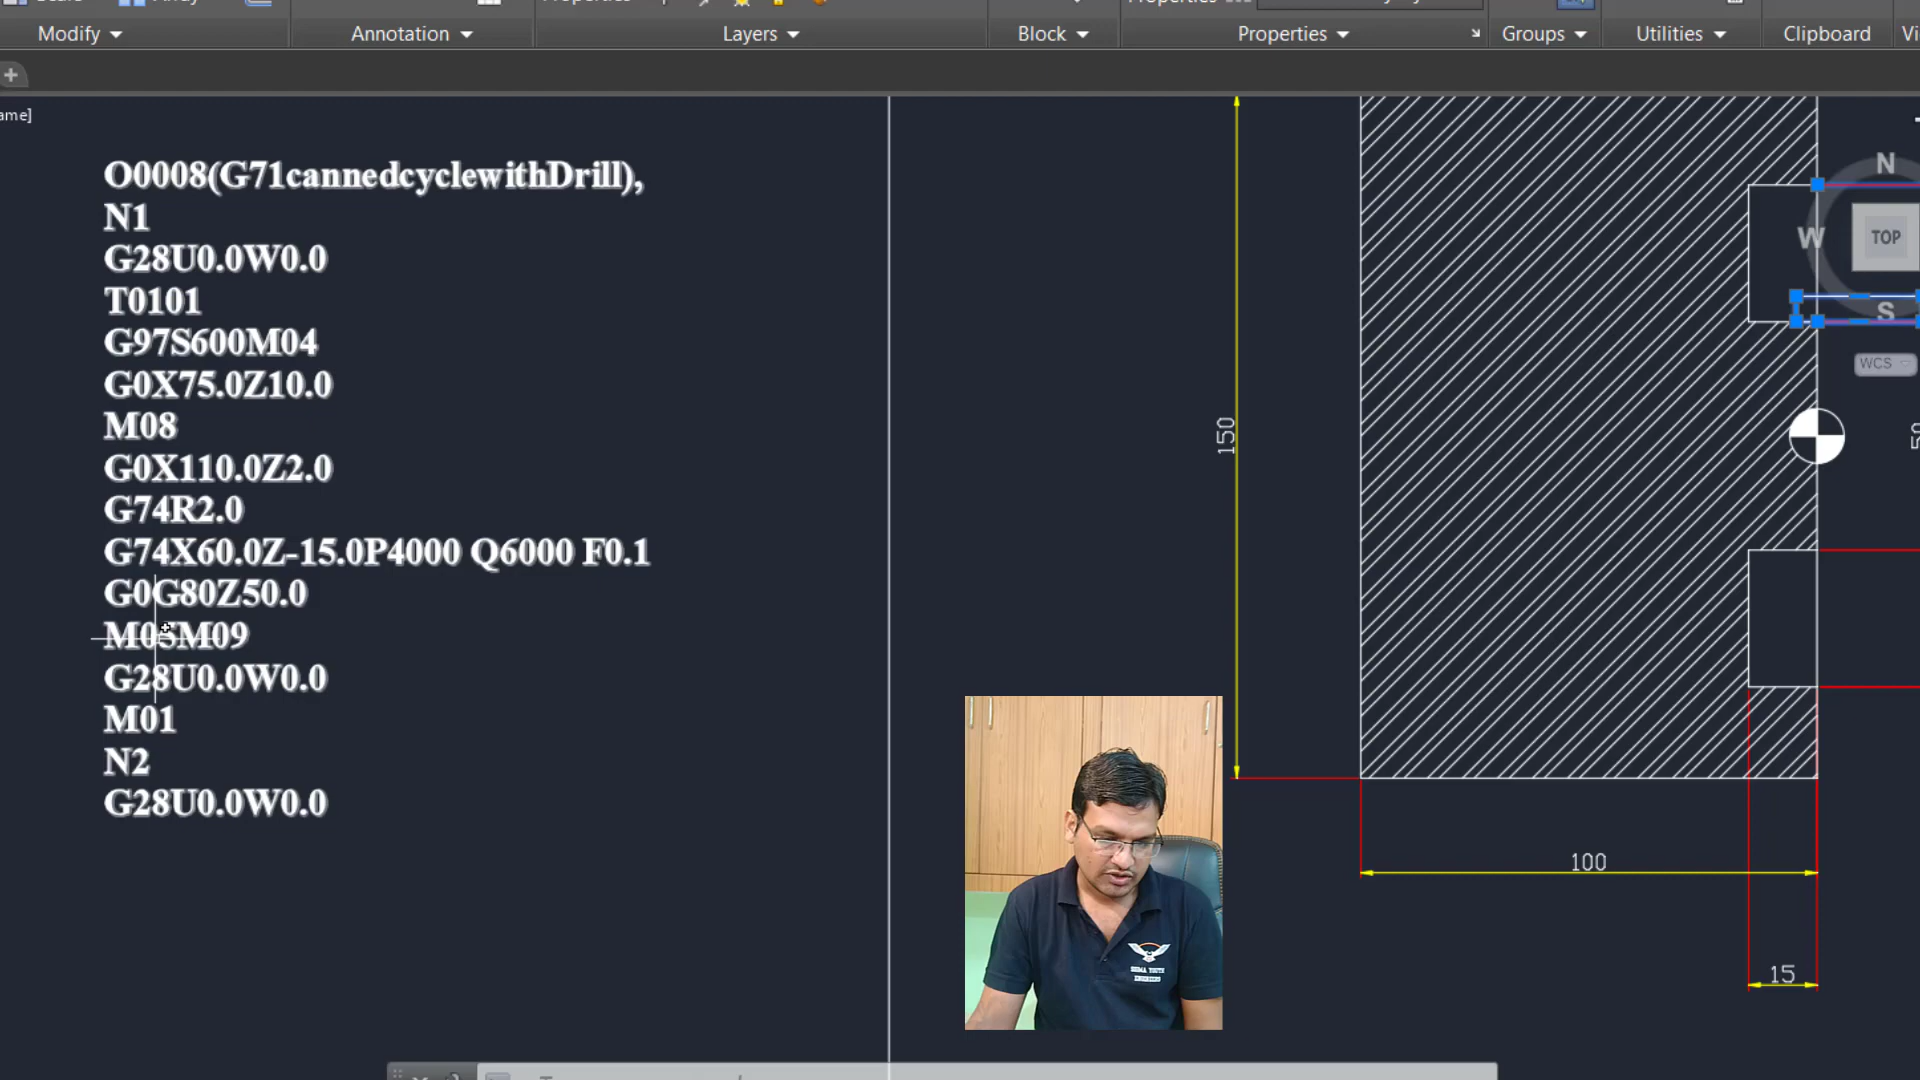 Modify
Annotation
Layers
Block
Properties
Groups
Utilities
Clipboard
ame]
O0008(G71cannedcyclewithDrill),
N1
G28U0.0W0.0
T0101
G97S600M04
G0X75.0Z10.0
M08
G0X110.0Z2.0
G74R2.0
G74X60.0Z-15.0P4000 Q6000 F0.1
G0G80Z50.0
M05M09
G28U0.0W0.0
M01
N2
G28U0.0W0.0
150
100
15
N
W
TOP
S
WCS